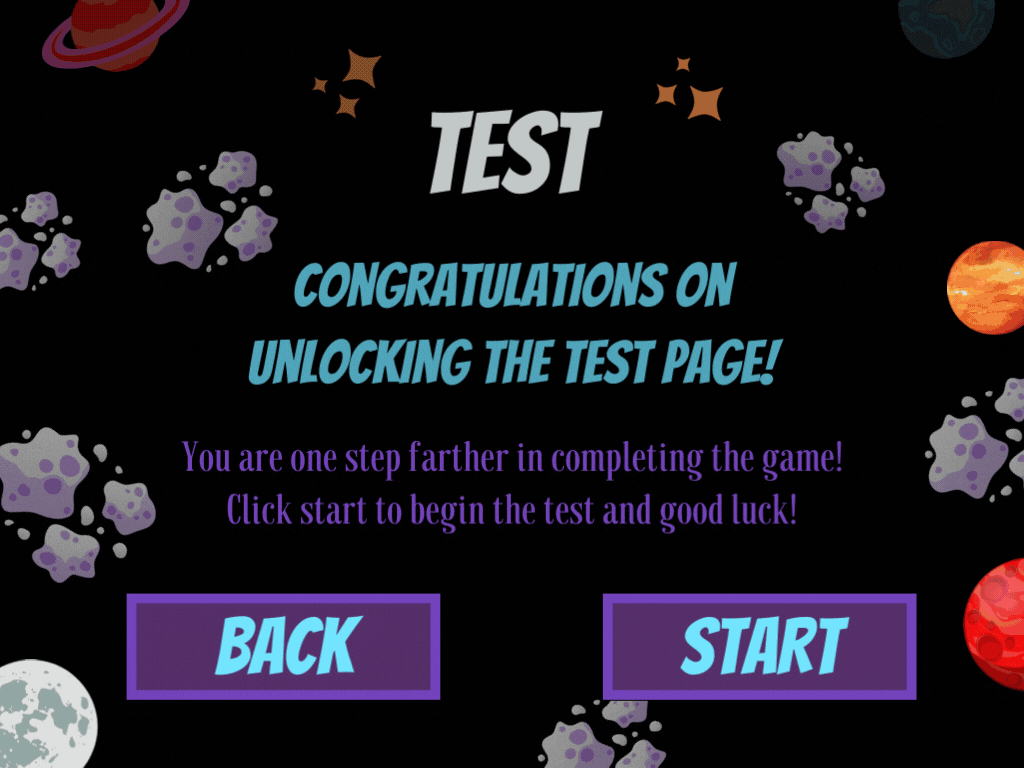 TEST
CONGRATULATIONS ON
UNLOCKING THE TEST PAGE!
You are one step farther in completing the game!
Click start to begin the test and good luck!
BACK
START